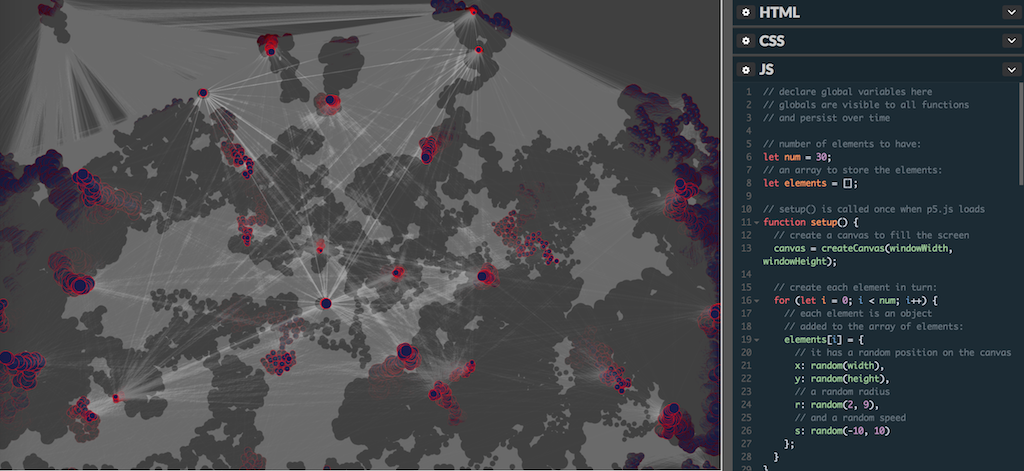 HTML
CSS
JS
1 // declare global variables here
2 // globals are visible to all functions
3 // and persist over time
4
5 // number of elements to have:
6 let num = 30;
7 // an array to store the elements:
8 let elements = [];
9
10 // setup() is called once when p5.js loads
11 function setup() {
12 // create a canvas to fill the screen
13 canvas = createCanvas(windowWidth,
windowHeight);
14
15 // create each element in turn:
16 for (let i = 0; i < num; i++) {
17 // each element is an object
18 // added to the array of elements:
19 elements[i] = {
20 // it has a random position on the canvas
21 x: random(width),
22 y: random(height),
23 // a random radius
24 r: random(2, 9),
25 // and a random speed
26 s: random(-10, 10)
27 };
28 }
29 }